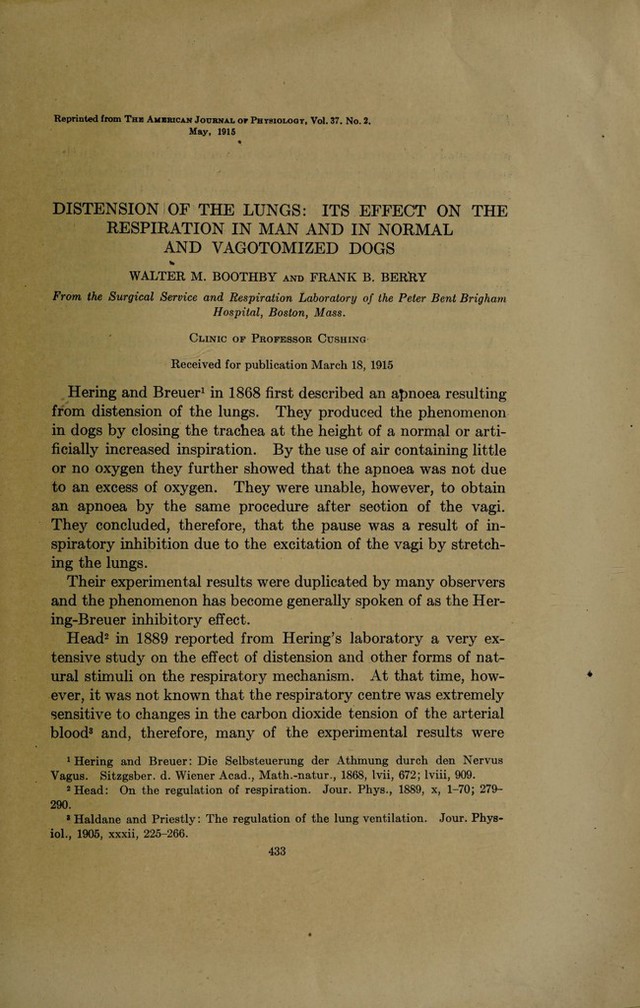 Reprinted from The American Journal of Physiology, Vol. 37. No. 2.
May, 1915
DISTENSION OF THE LUNGS: ITS EFFECT ON THE
RESPIRATION IN MAN AND IN NORMAL
AND VAGOTOMIZED DOGS
WALTER M. BOOTHBY AND FRANK B. BERRY
From the Surgical Service and Respiration Laboratory of the Peter Bent Brigham
Hospital, Boston, Mass.
Clinic of Professor Cushing
Received for publication March 18, 1915
Hering and Breuer¹ in 1868 first described an apnoea resulting
from distension of the lungs. They produced the phenomenon
in dogs by closing the trachea at the height of a normal or arti-
ficially increased inspiration. By the use of air containing little
or no oxygen they further showed that the apnoea was not due
to an excess of oxygen. They were unable, however, to obtain
an apnoea by the same procedure after section of the vagi.
They concluded, therefore, that the pause was a result of in-
spiratory inhibition due to the excitation of the vagi by stretch-
ing the lungs.
Their experimental results were duplicated by many observers
and the phenomenon has become generally spoken of as the Her-
ing-Breuer inhibitory effect.
Head² in 1889 reported from Hering's laboratory a very ex-
tensive study on the effect of distension and other forms of nat-
ural stimuli on the respiratory mechanism. At that time, how-
ever, it was not known that the respiratory centre was extremely
sensitive to changes in the carbon dioxide tension of the arterial
blood³ and, therefore, many of the experimental results were
¹ Hering and Breuer: Die Selbsteuerung der Athmung durch den Nervus
Vagus. Sitzgsber. d. Wiener Acad., Math.-natur., 1868, lvii, 672; lviii, 909.
² Head: On the regulation of respiration. Jour. Phys., 1889, x, 1–70; 279–
290.
³ Haldane and Priestly: The regulation of the lung ventilation. Jour. Phys-
iol., 1905, xxxii, 225–266.
433